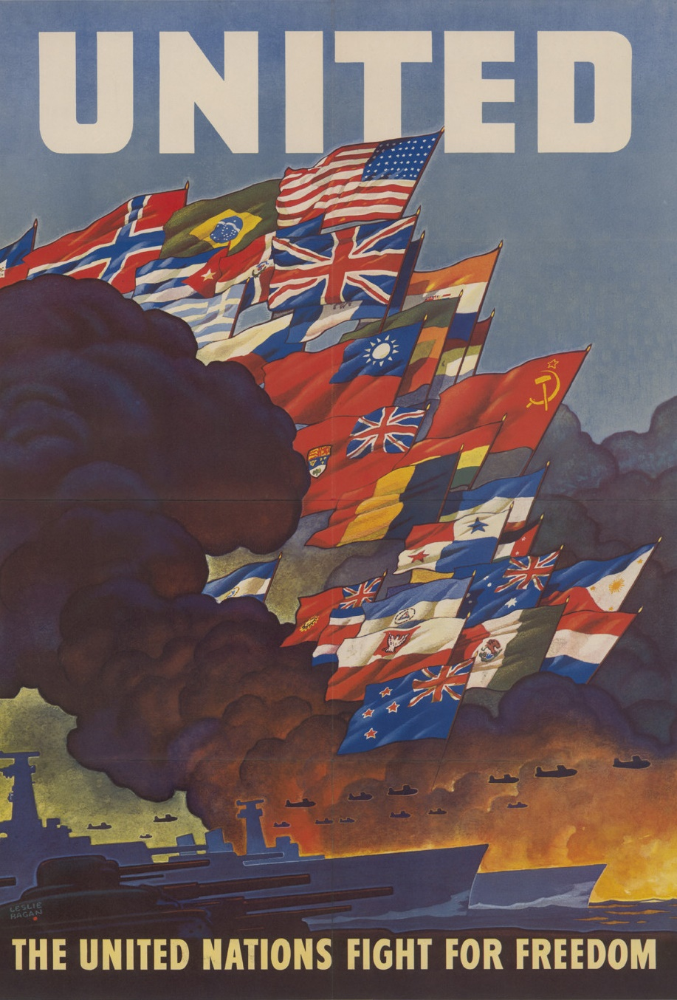 UNITED
LESLIE
RAGAN
THE UNITED NATIONS FIGHT FOR FREEDOM